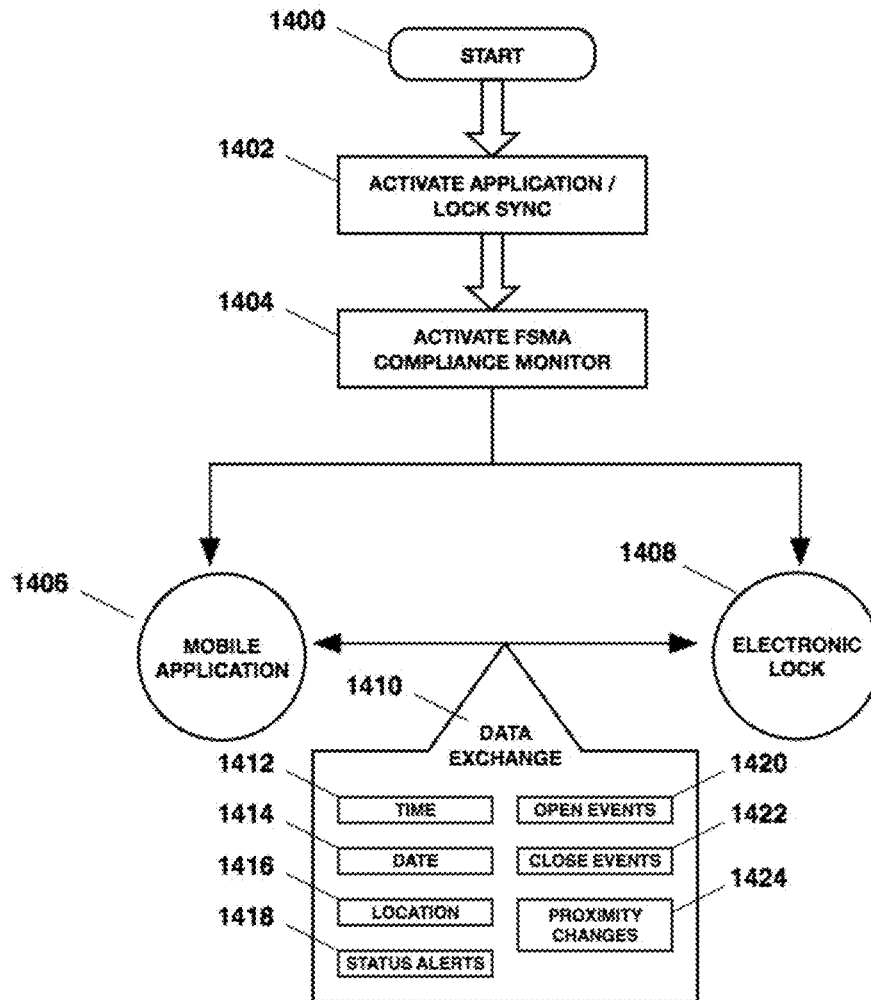 1400
START
1402
ACTIVATE APPLICATION /
LOCK SYNC
1404
ACTIVATE FSMA
COMPLIANCE MONITOR
1406
MOBILE
APPLICATION
1408
ELECTRONIC
LOCK
1410
DATA
EXCHANGE
1412
TIME
1414
DATE
1416
LOCATION
1418
STATUS ALERTS
1420
OPEN EVENTS
1422
CLOSE EVENTS
1424
PROXIMITY
CHANGES